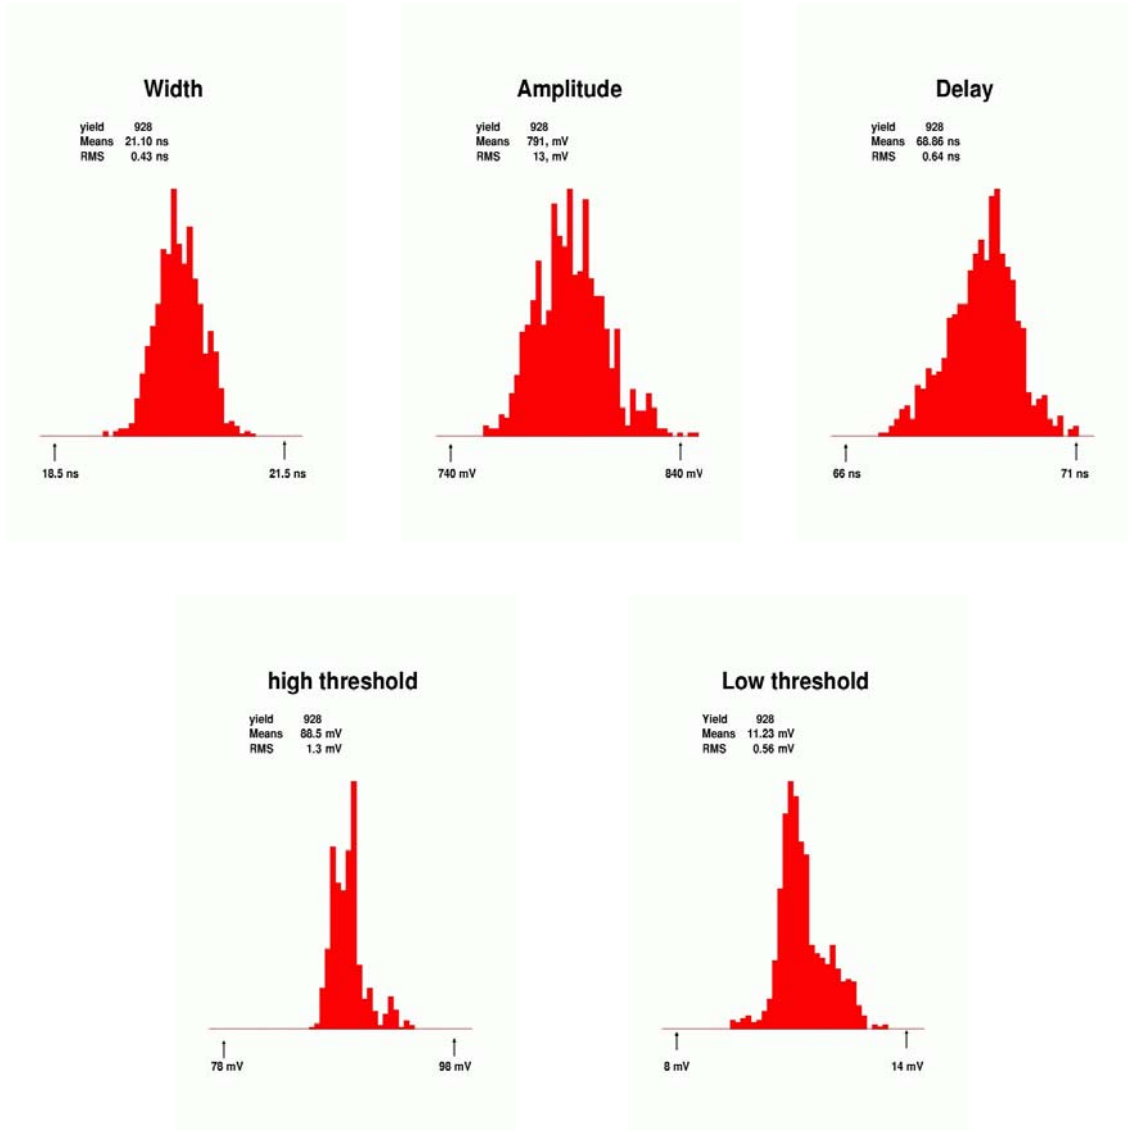 Width
yield 928
Means 21.10 ns
RMS 0.43 ns
18.5 ns 21.5 ns
Amplitude
yield 928
Means 791, mV
RMS 13, mV
740 mV 840 mV
Delay
yield 928
Means 68.86 ns
RMS 0.64 ns
66 ns 71 ns
high threshold
yield 928
Means 88.5 mV
RMS 1.3 mV
78 mV 98 mV
Low threshold
Yield 928
Means 11.23 mV
RMS 0.56 mV
8 mV 14 mV